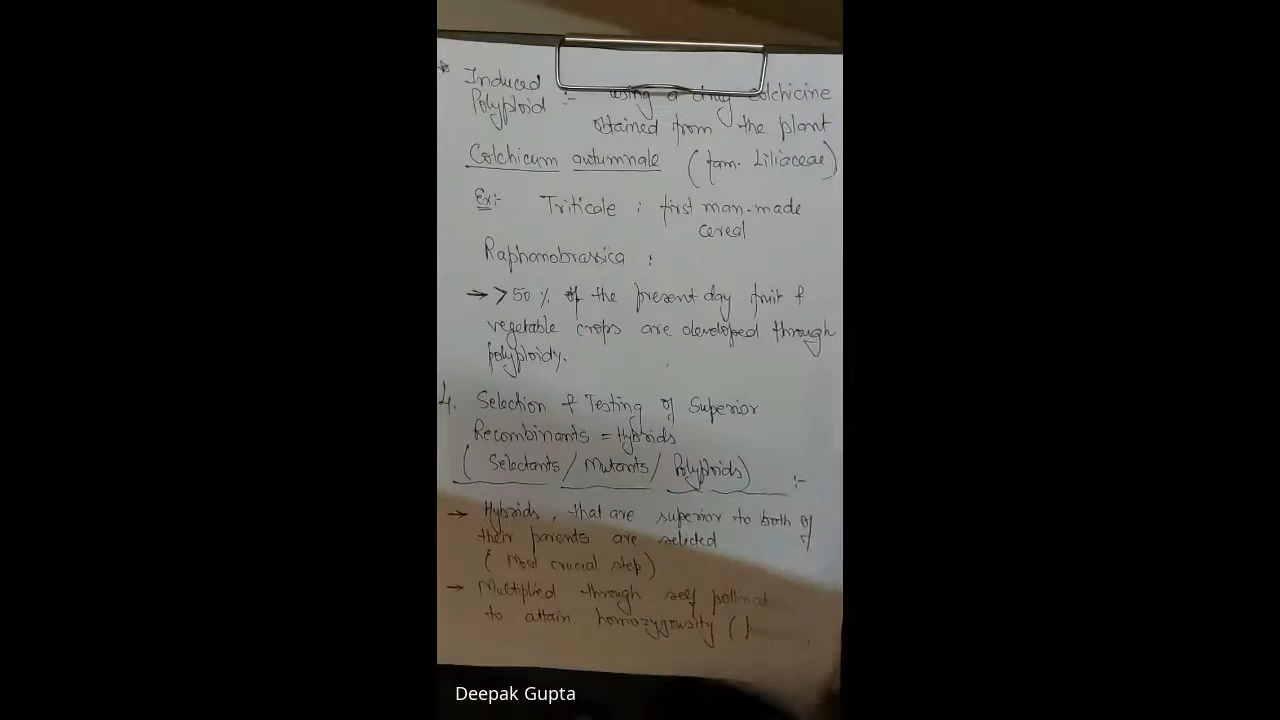 * Induced
Polyploid :- using a drug colchicine
obtained from the plant
Colchicum autumnale (fam. Liliaceae)
Ex:- Triticale : first man-made
cereal
Raphanobrassica :
→ >50 % of the present day fruit &
vegetable crops are developed through
polyploidy.
4. Selection & Testing of Superior
Recombinants = Hybrids
(Selectants/Mutants/Polyploids) :-
→ Hybrids, that are superior to both of
their parents are selected
(Most crucial step)
→ Multiplied through self pollinat
to attain homozygousity (
Deepak Gupta